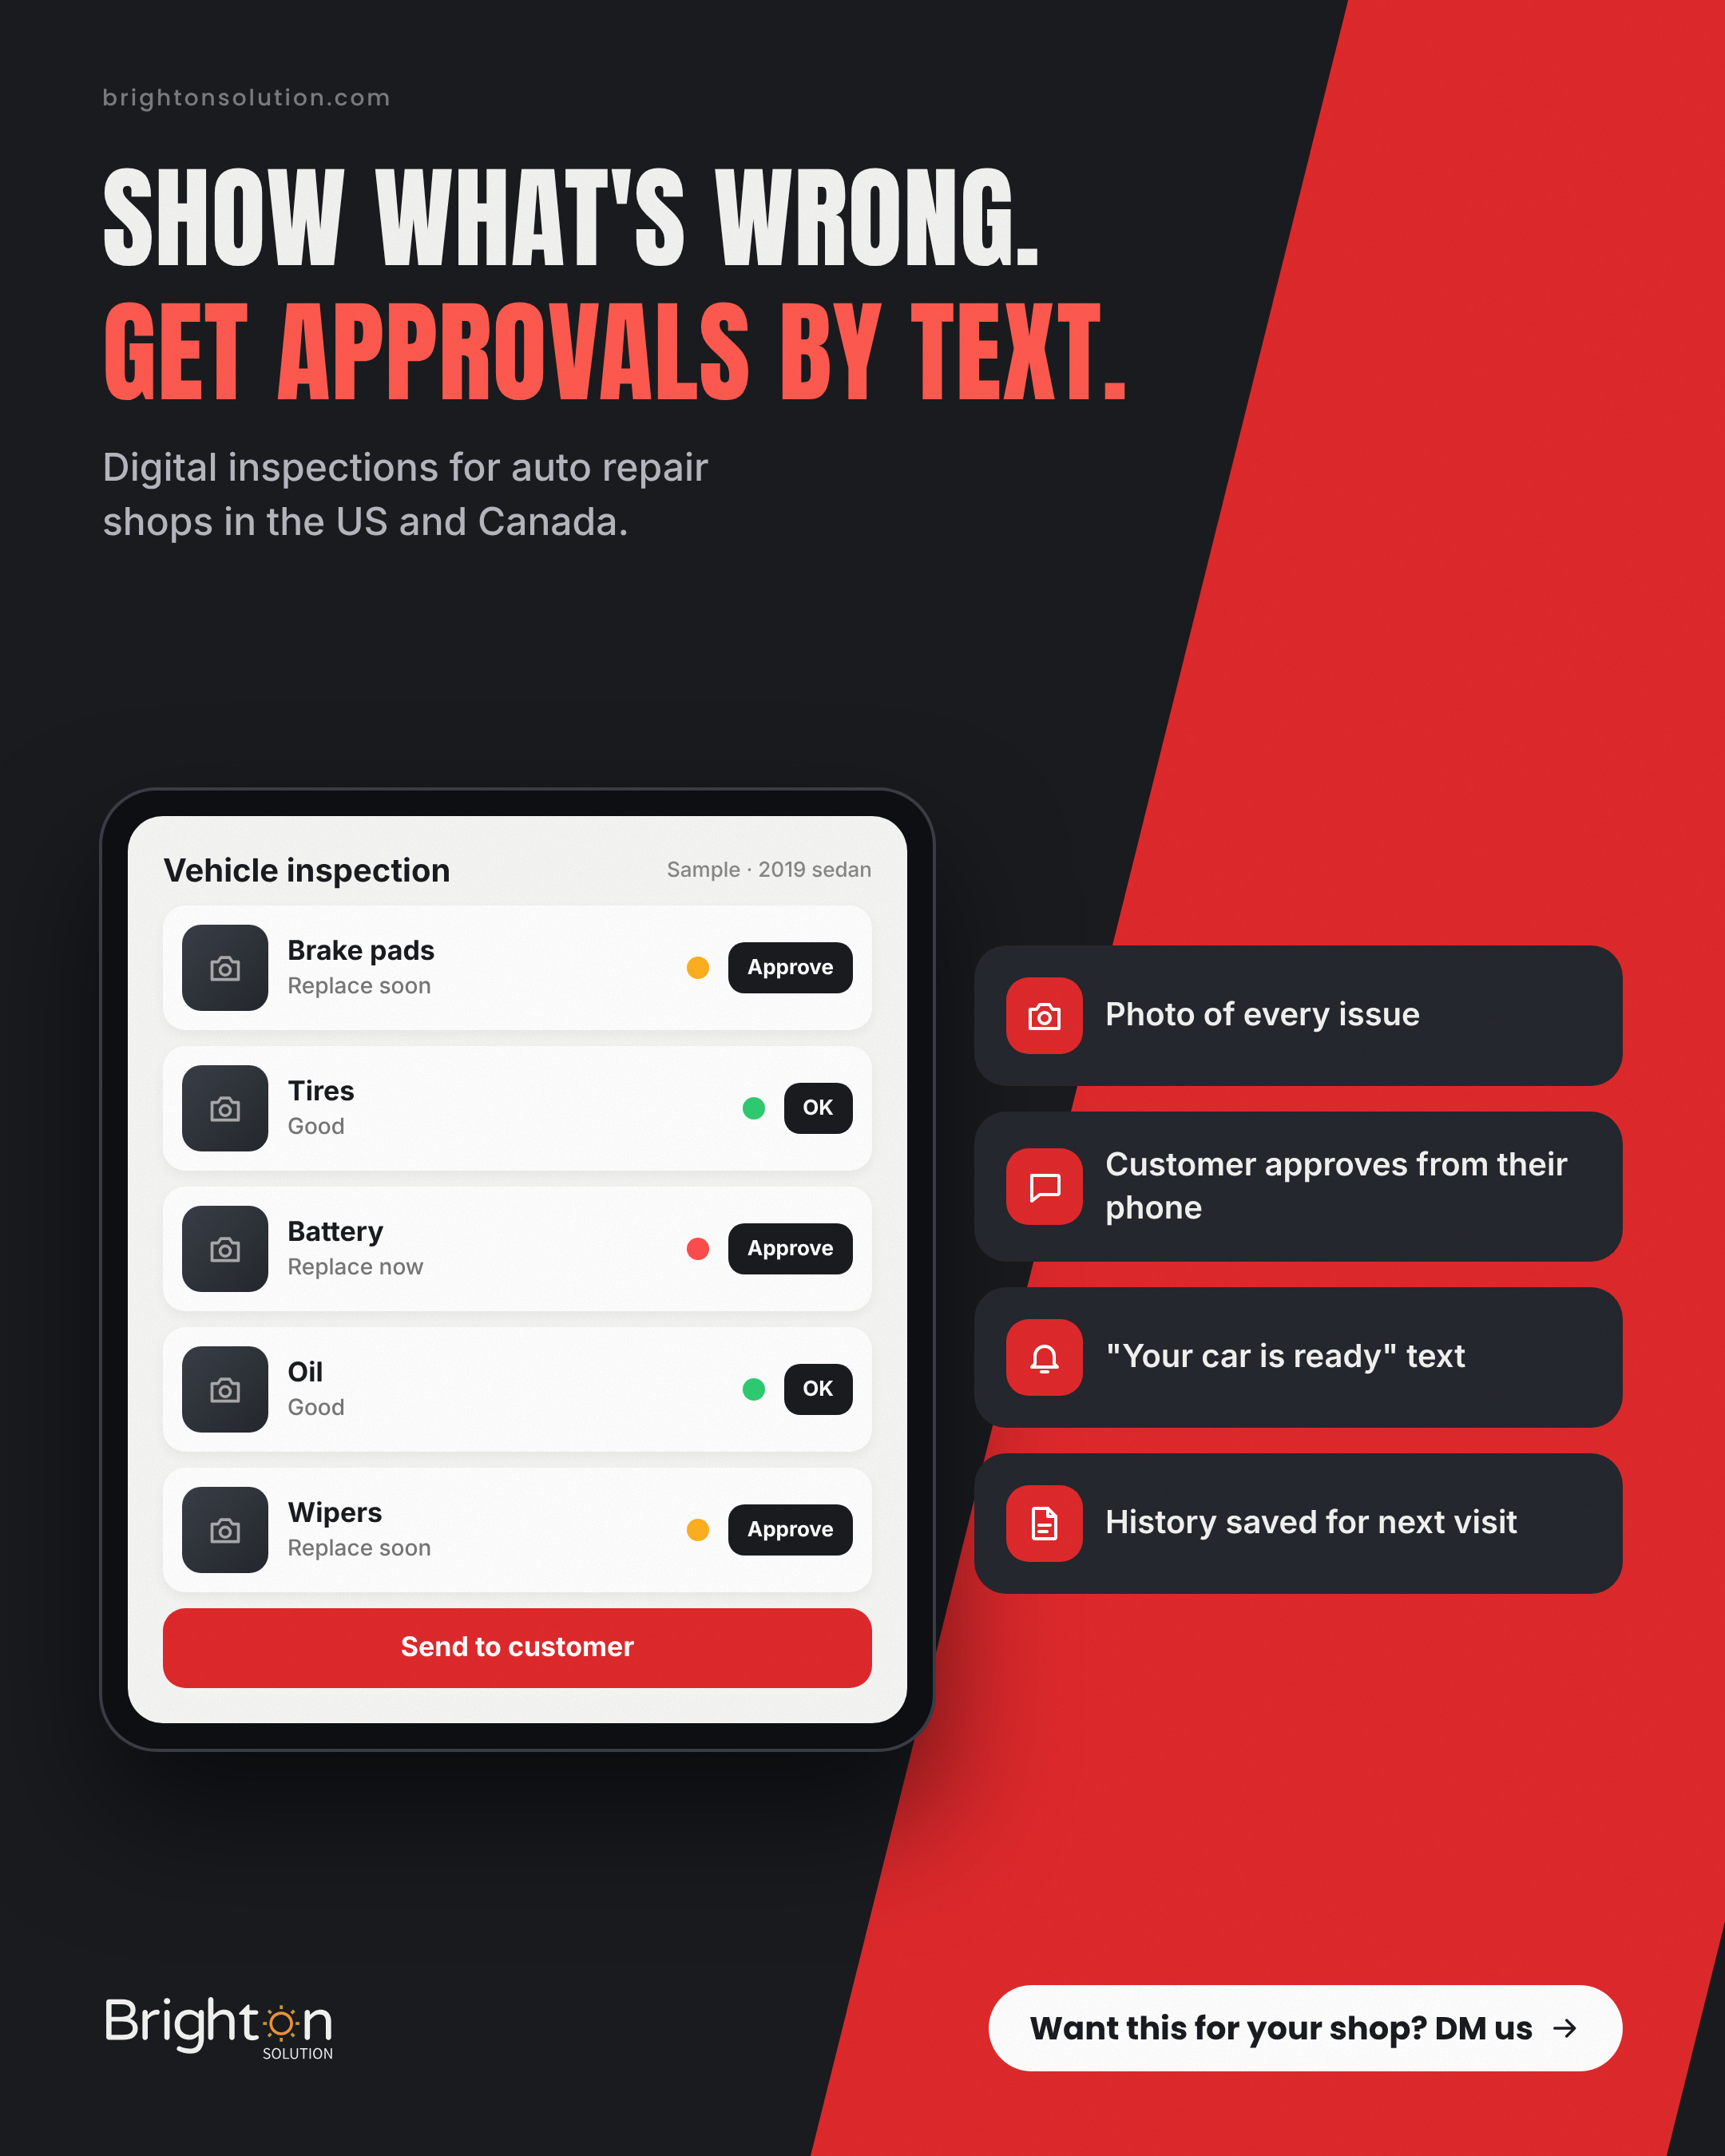 brightonsolution.com
SHOW WHAT'S WRONG.
GET APPROVALS BY TEXT.
Digital inspections for auto repair
shops in the US and Canada.
Vehicle inspection
Sample · 2019 sedan
Brake pads
Replace soon
Approve
Tires
Good
OK
Battery
Replace now
Approve
Oil
Good
OK
Wipers
Replace soon
Approve
Send to customer
Photo of every issue
Customer approves from their
phone
"Your car is ready" text
History saved for next visit
Brighton
SOLUTION
Want this for your shop? DM us →